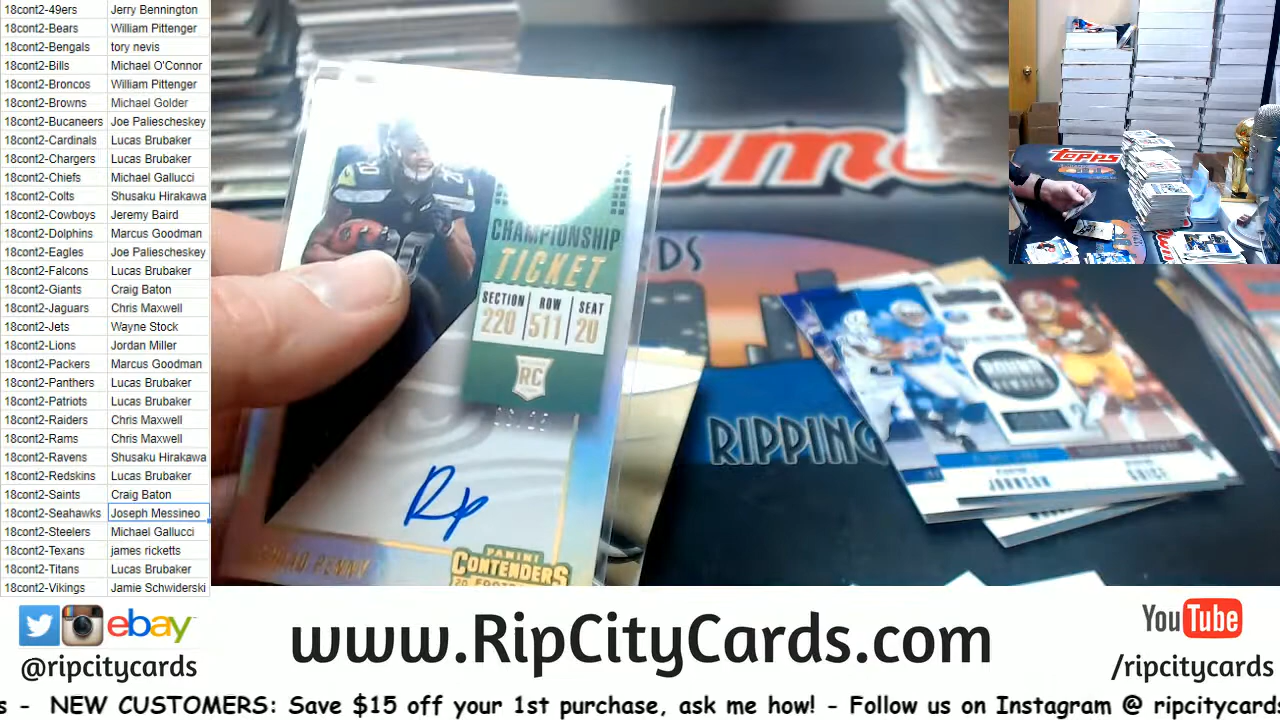 18cont2-49ers Jerry Bennington
18cont2-Bears William Pittenger
18cont2-Bengals tory nevis
18cont2-Bills Michael O'Connor
18cont2-Broncos William Pittenger
18cont2-Browns Michael Golder
18cont2-Bucaneers Joe Paliescheskey
18cont2-Cardinals Lucas Brubaker
18cont2-Chargers Lucas Brubaker
18cont2-Chiefs Michael Gallucci
18cont2-Colts Shusaku Hirakawa
18cont2-Cowboys Jeremy Baird
18cont2-Dolphins Marcus Goodman
18cont2-Eagles Joe Paliescheskey
18cont2-Falcons Lucas Brubaker
18cont2-Giants Craig Baton
18cont2-Jaguars Chris Maxwell
18cont2-Jets Wayne Stock
18cont2-Lions Jordan Miller
18cont2-Packers Marcus Goodman
18cont2-Panthers Lucas Brubaker
18cont2-Patriots Lucas Brubaker
18cont2-Raiders Chris Maxwell
18cont2-Rams Chris Maxwell
18cont2-Ravens Shusaku Hirakawa
18cont2-Redskins Lucas Brubaker
18cont2-Saints Craig Baton
18cont2-Seahawks Joseph Messineo
18cont2-Steelers Michael Gallucci
18cont2-Texans james ricketts
18cont2-Titans Lucas Brubaker
18cont2-Vikings Jamie Schwiderski
CHAMPIONSHIP
TICKET
SECTION ROW SEAT
220 511 20
RC
Rp
PENNY
PANINI
CONTENDERS
20 FOOTBALL
RIPPING
JOHNSON
topps
ebay
@ripcitycards
www.RipCityCards.com
YouTube
/ripcitycards
s - NEW CUSTOMERS: Save $15 off your 1st purchase, ask me how! - Follow us on Instagram @ ripcitycards